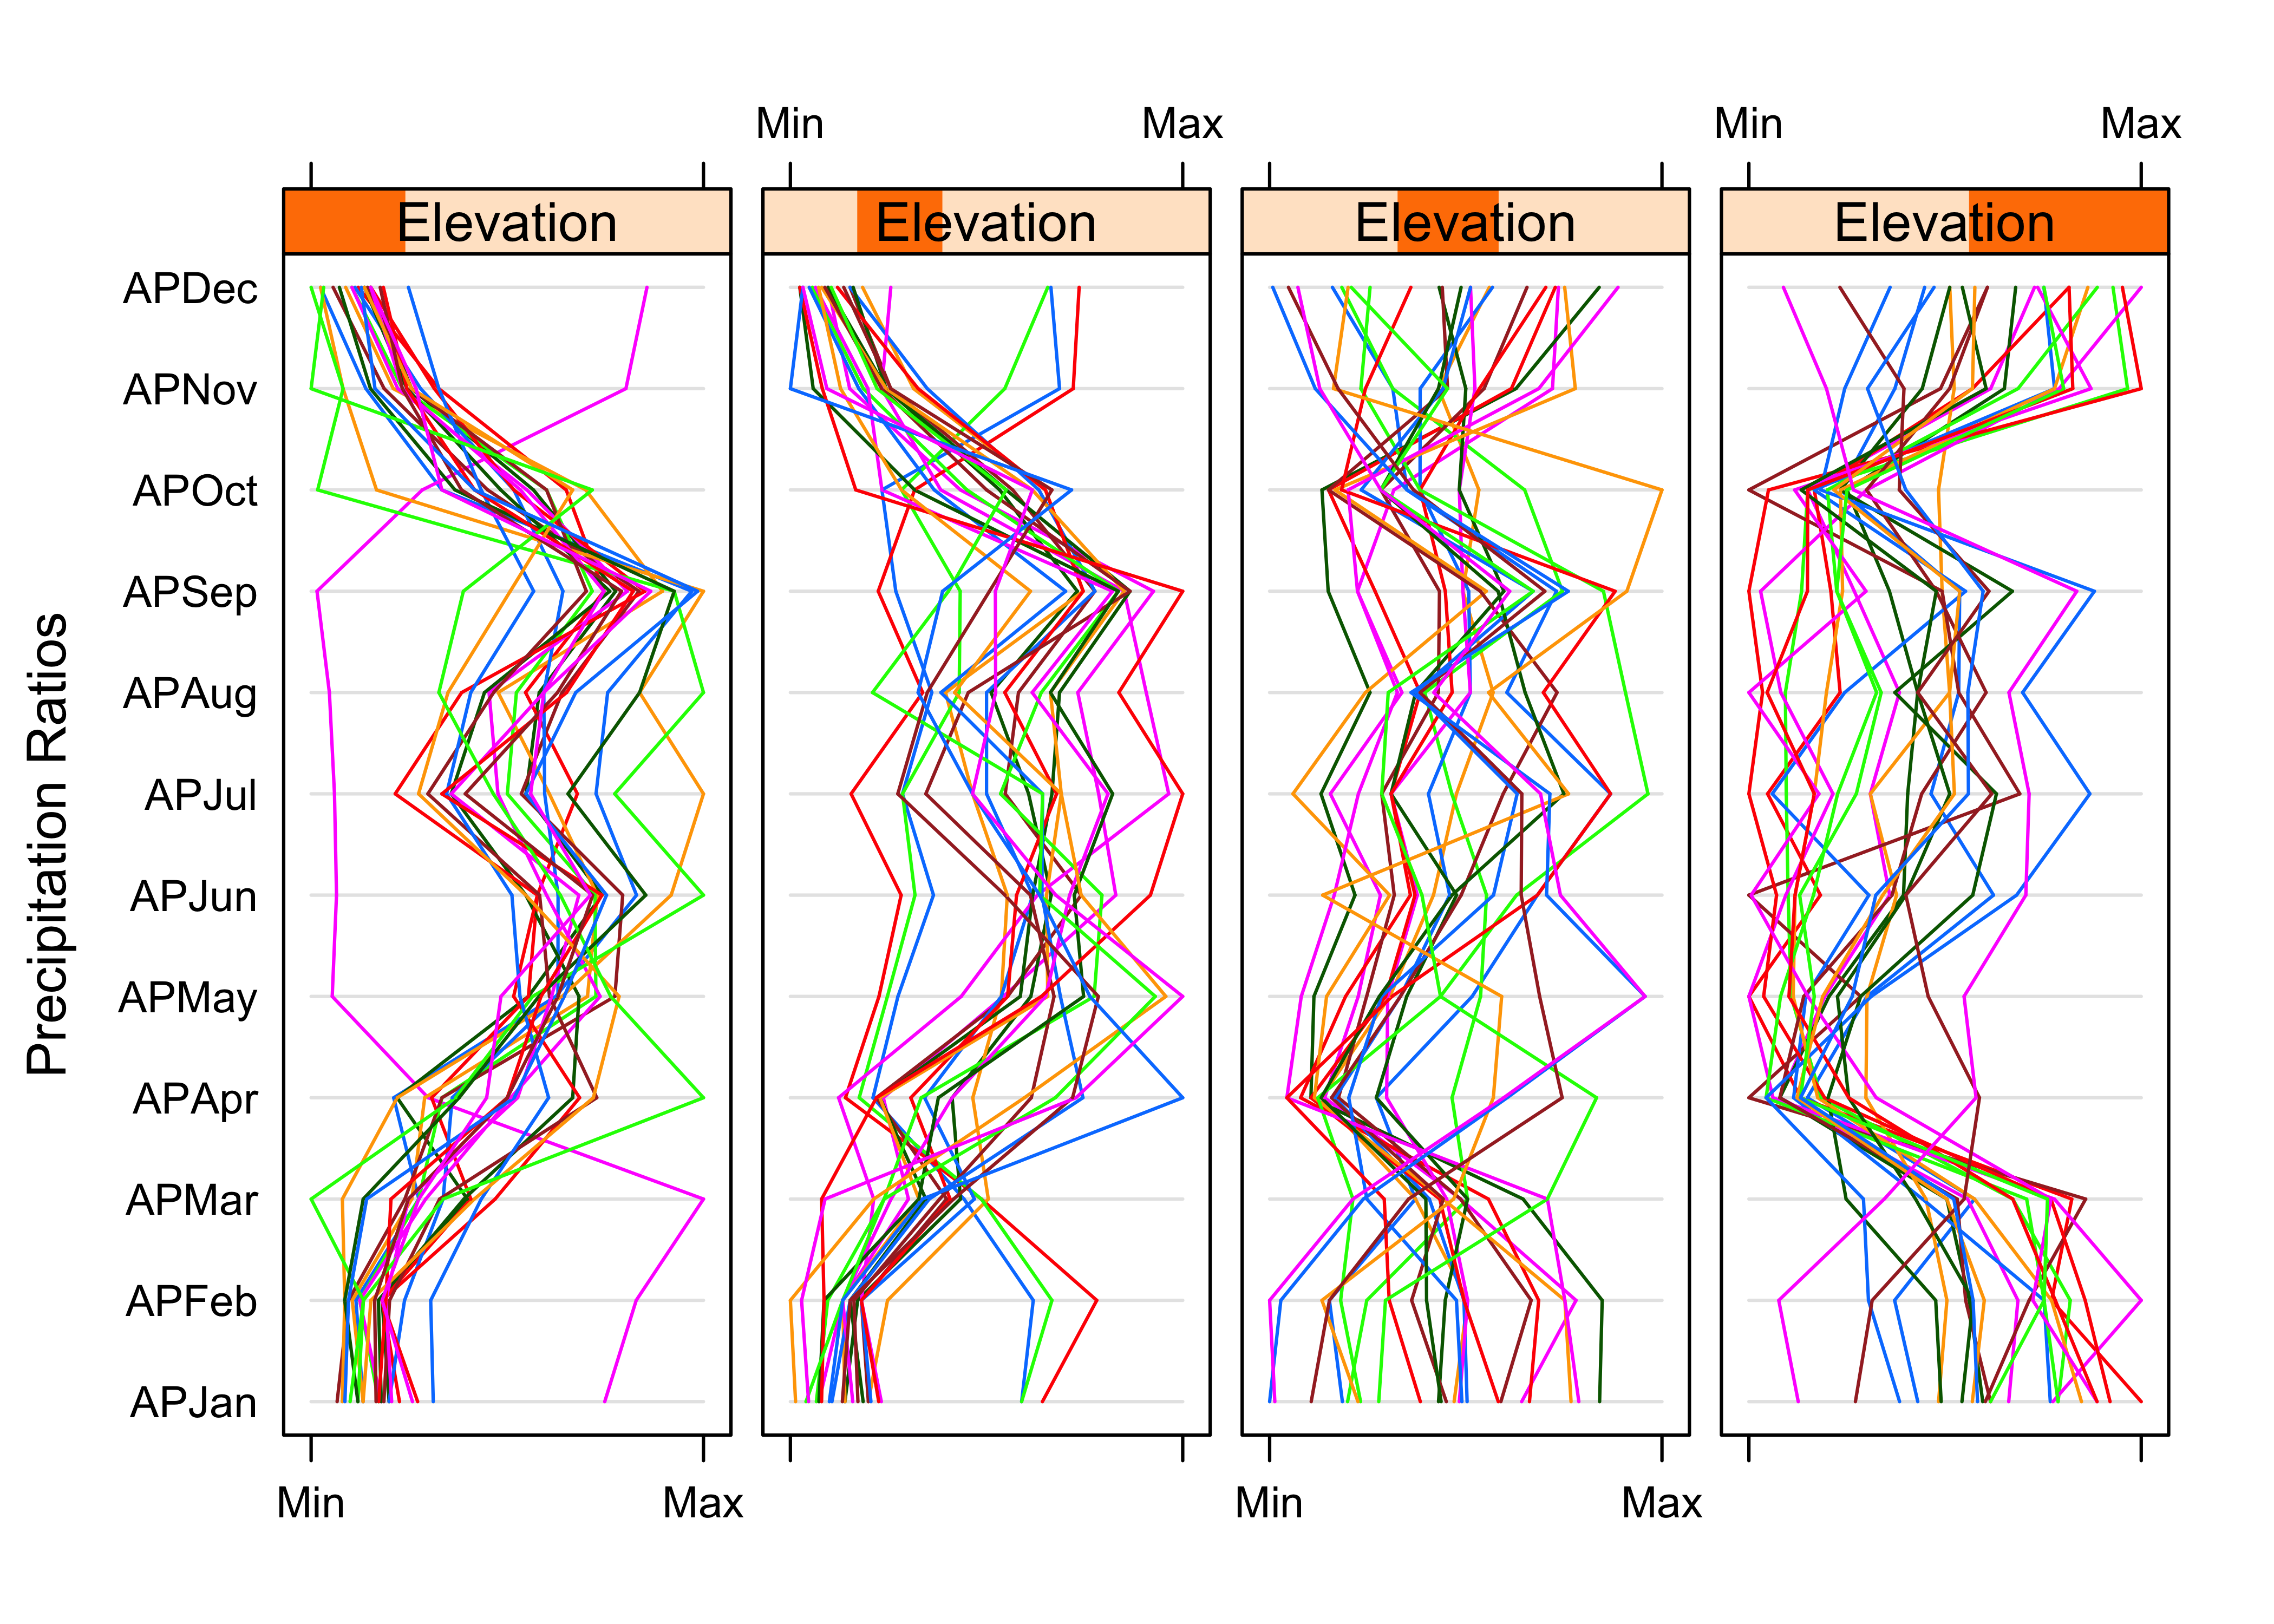 Min Max Min Max
Elevation Elevation Elevation Elevation
APDec
APNov
APOct
APSep
APAug
APJul
APJun
APMay
APApr
APMar
APFeb
APJan
Precipitation Ratios
Min Max Min Max